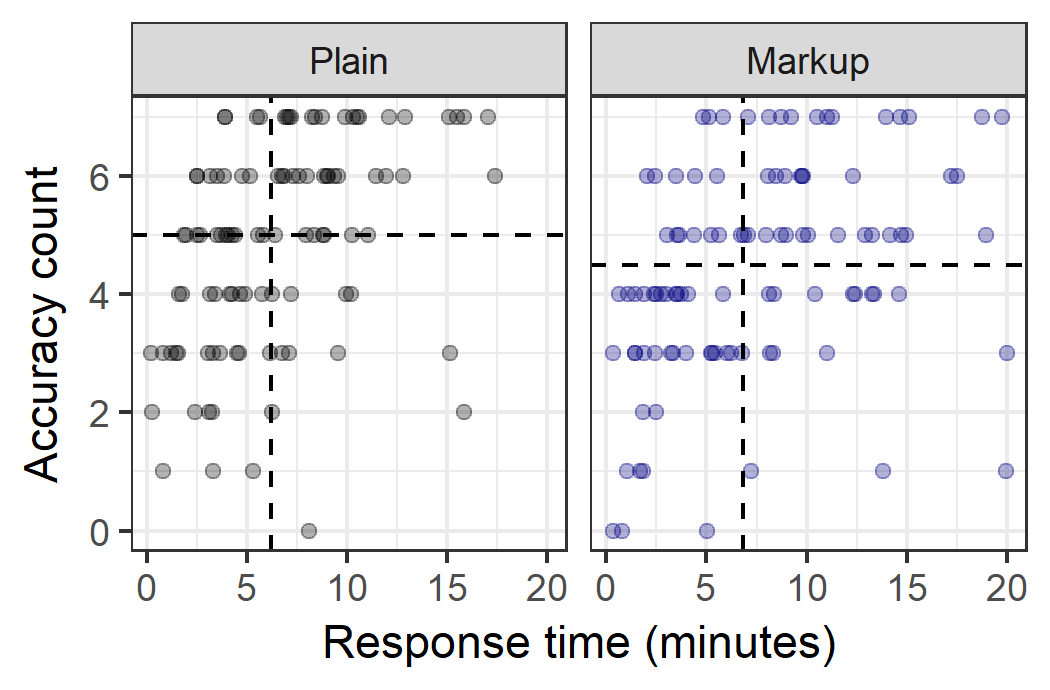 Plain Markup
Accuracy count
6
4
2
0
0 5 10 15 20 0 5 10 15 20
Response time (minutes)